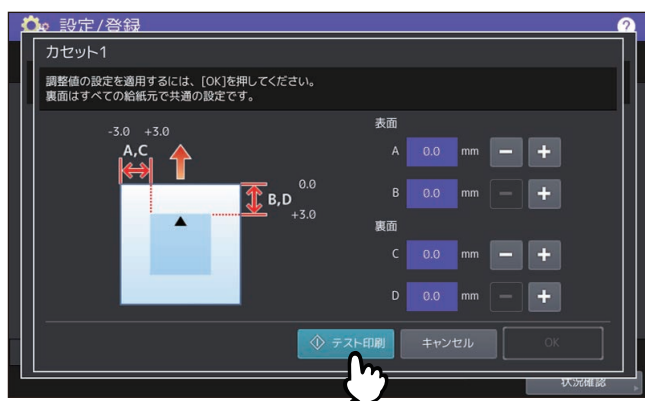 設定/登録
?
カセット1
調整値の設定を適用するには、[OK]を押してください。
裏面はすべての給紙元で共通の設定です。
-3.0 +3.0
A,C
0.0
B,D
+3.0
表面
A 0.0 mm − +
B 0.0 mm − +
裏面
C 0.0 mm − +
D 0.0 mm − +
テスト印刷 キャンセル OK
状況確認